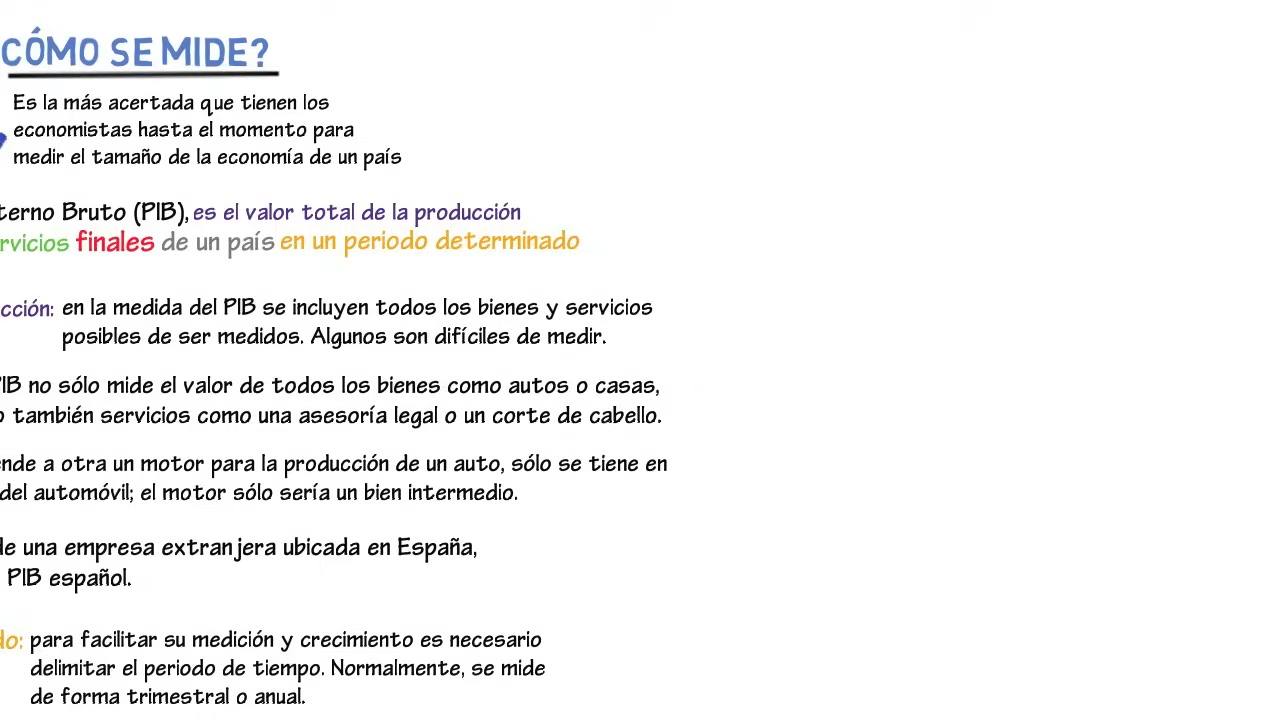 CÓMO SE MIDE?
Es la más acertada que tienen los
economistas hasta el momento para
medir el tamaño de la economía de un país
terno Bruto (PIB), es el valor total de la producción
rvicios finales de un país en un periodo determinado
cción: en la medida del PIB se incluyen todos los bienes y servicios
posibles de ser medidos. Algunos son difíciles de medir.
PIB no sólo mide el valor de todos los bienes como autos o casas,
o también servicios como una asesoría legal o un corte de cabello.
ende a otra un motor para la producción de un auto, sólo se tiene en
del automóvil; el motor sólo sería un bien intermedio.
de una empresa extranjera ubicada en España,
PIB español.
do: para facilitar su medición y crecimiento es necesario
delimitar el periodo de tiempo. Normalmente, se mide
de forma trimestral o anual.